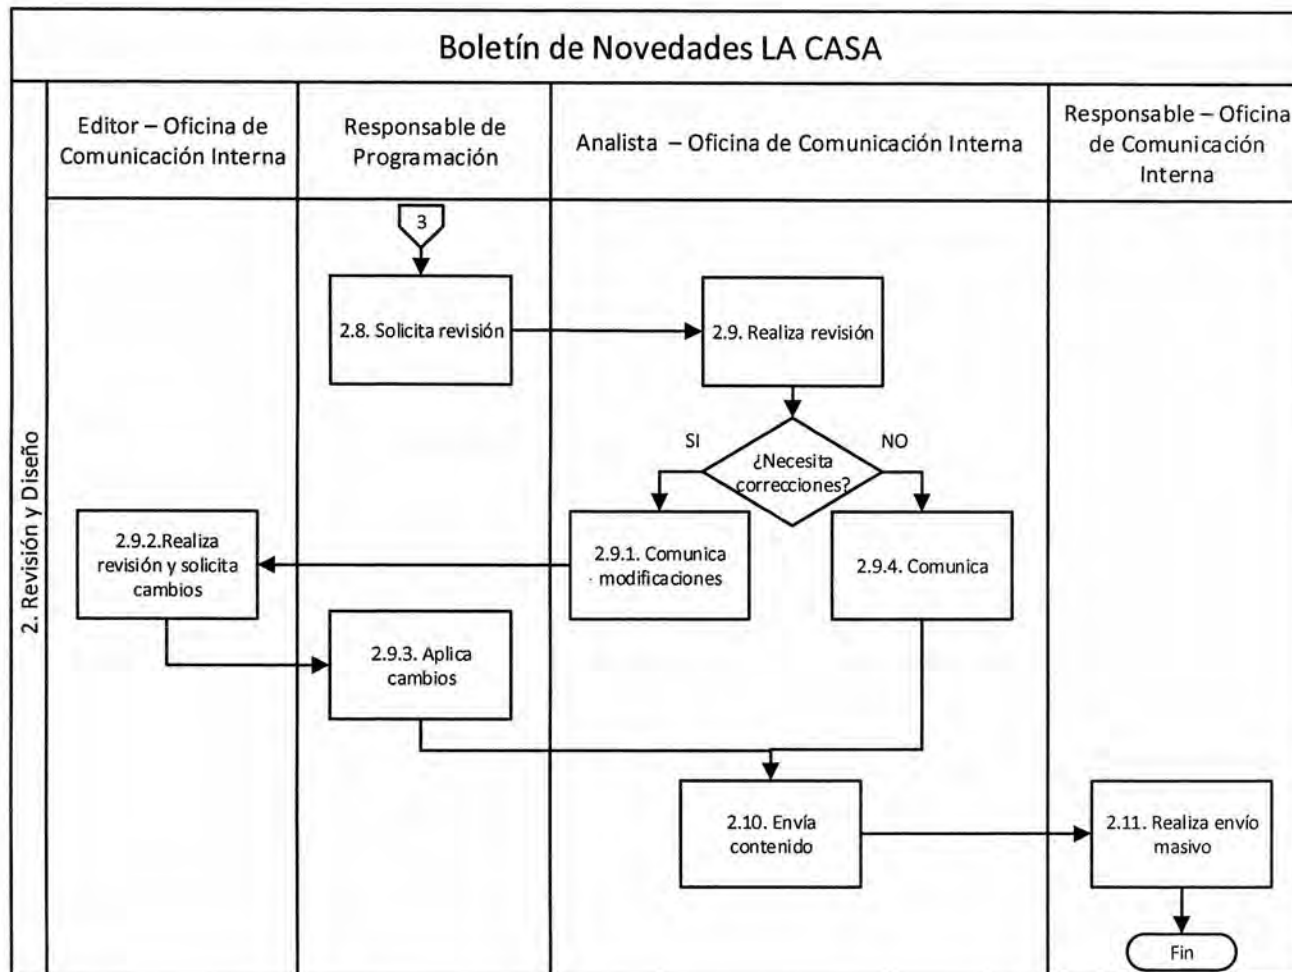 Boletín de Novedades LA CASA
Editor – Oficina de
Comunicación Interna
Responsable de
Programación
Analista – Oficina de Comunicación Interna
Responsable – Oficina
de Comunicación
Interna
2. Revisión y Diseño
3
2.8. Solicita revisión
2.9. Realiza revisión
SI
NO
¿Necesita
correcciones?
2.9.2.Realiza
revisión y solicita
cambios
2.9.1. Comunica
modificaciones
2.9.4. Comunica
2.9.3. Aplica
cambios
2.10. Envía
contenido
2.11. Realiza envío
masivo
Fin